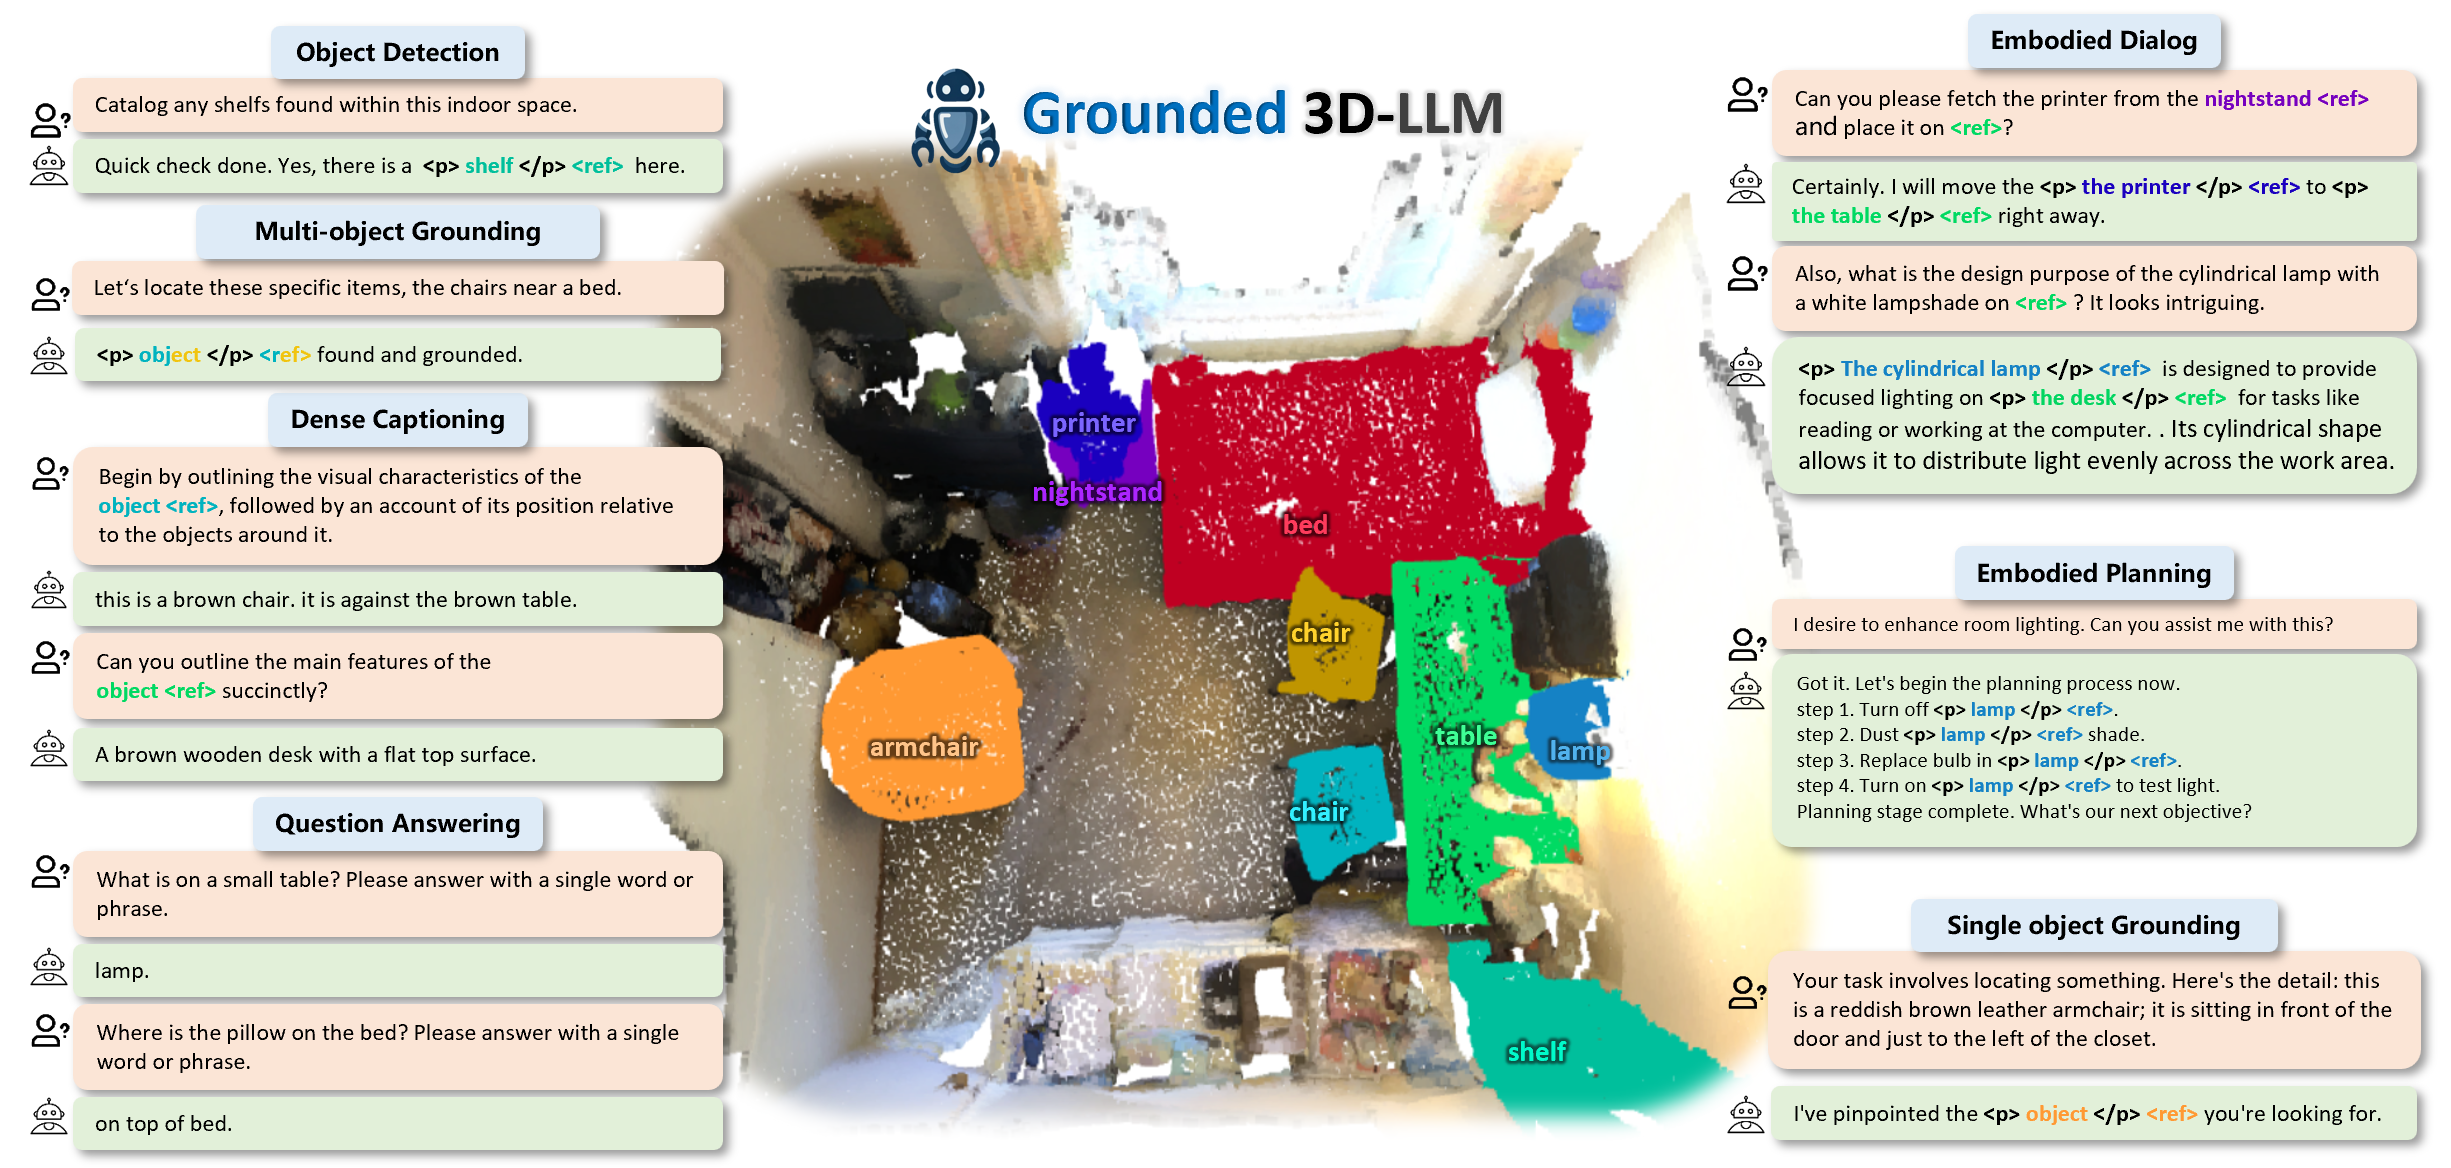 Object Detection
Catalog any shelfs found within this indoor space.
Quick check done. Yes, there is a <p> shelf </p> <ref> here.
Multi-object Grounding
Let‘s locate these specific items, the chairs near a bed.
<p> object </p> <ref> found and grounded.
Dense Captioning
Begin by outlining the visual characteristics of the
object <ref>, followed by an account of its position relative
to the objects around it.
this is a brown chair. it is against the brown table.
Can you outline the main features of the
object <ref> succinctly?
A brown wooden desk with a flat top surface.
Question Answering
What is on a small table? Please answer with a single word or
phrase.
lamp.
Where is the pillow on the bed? Please answer with a single
word or phrase.
on top of bed.
Grounded 3D-LLM
printer
nightstand
bed
chair
armchair
table
lamp
chair
shelf
Embodied Dialog
Can you please fetch the printer from the nightstand <ref>
and place it on <ref>?
Certainly. I will move the <p> the printer </p> <ref> to <p>
the table </p> <ref> right away.
Also, what is the design purpose of the cylindrical lamp with
a white lampshade on <ref> ? It looks intriguing.
<p> The cylindrical lamp </p> <ref> is designed to provide
focused lighting on <p> the desk </p> <ref> for tasks like
reading or working at the computer. . Its cylindrical shape
allows it to distribute light evenly across the work area.
Embodied Planning
I desire to enhance room lighting. Can you assist me with this?
Got it. Let's begin the planning process now.
step 1. Turn off <p> lamp </p> <ref>.
step 2. Dust <p> lamp </p> <ref> shade.
step 3. Replace bulb in <p> lamp </p> <ref>.
step 4. Turn on <p> lamp </p> <ref> to test light.
Planning stage complete. What's our next objective?
Single object Grounding
Your task involves locating something. Here's the detail: this
is a reddish brown leather armchair; it is sitting in front of the
door and just to the left of the closet.
I've pinpointed the <p> object </p> <ref> you're looking for.